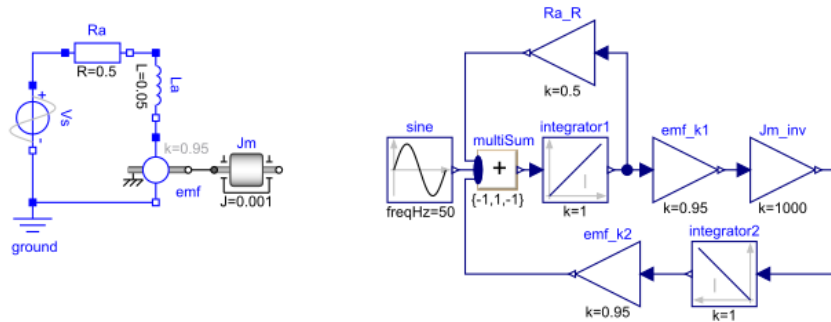 Ra
R=0.5
L=0.05
La
+
Vs
-
k=0.95
Jm
emf
J=0.001
ground
Ra_R
k=0.5
sine
freqHz=50
multiSum
+
{-1,1,-1}
integrator1
I
k=1
emf_k1
k=0.95
Jm_inv
k=1000
emf_k2
k=0.95
integrator2
I
k=1